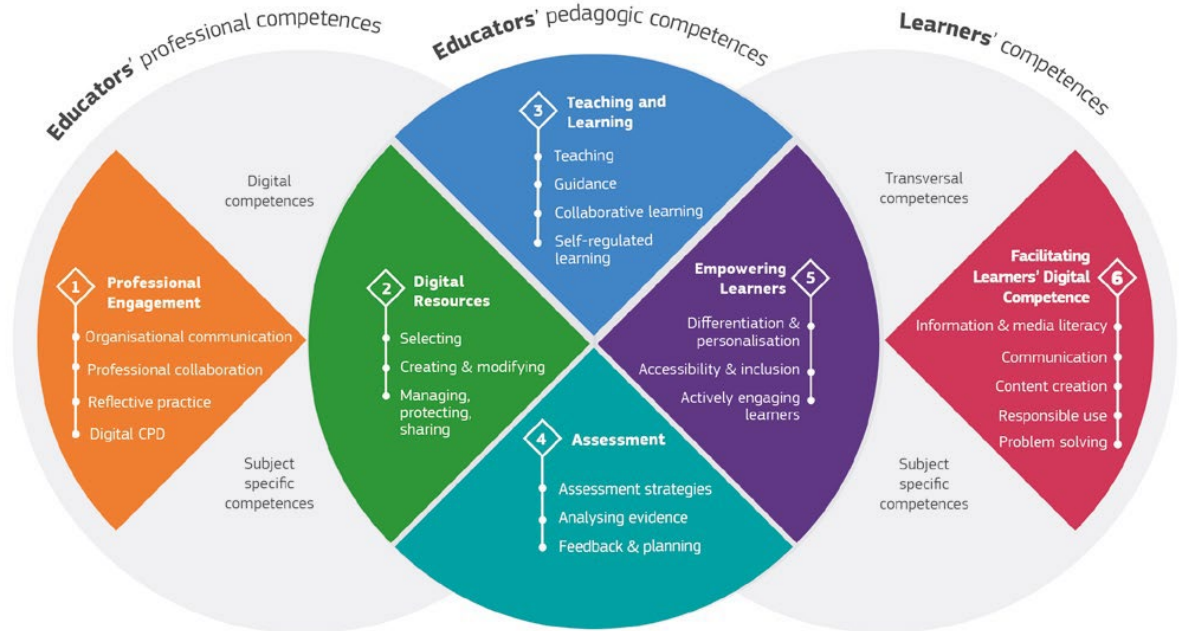 Educators' professional competences
Educators' pedagogic competences
Learners' competences
Digital
competences
Subject
specific
competences
1
Professional
Engagement
Organisational communication
Professional collaboration
Reflective practice
Digital CPD
2
Digital
Resources
Selecting
Creating & modifying
Managing,
protecting,
sharing
3
Teaching and
Learning
Teaching
Guidance
Collaborative learning
Self-regulated
learning
4
Assessment
Assessment strategies
Analysing evidence
Feedback & planning
5
Empowering
Learners
Differentiation &
personalisation
Accessibility & inclusion
Actively engaging
learners
Transversal
competences
Subject
specific
competences
6
Facilitating
Learners' Digital
Competence
Information & media literacy
Communication
Content creation
Responsible use
Problem solving